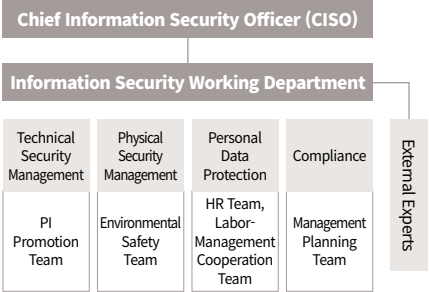 Chief Information Security Officer (CISO)
Information Security Working Department
Technical
Security
Management
Physical
Security
Management
Personal
Data
Protection
Compliance
External Experts
PI
Promotion
Team
Environmental
Safety
Team
HR Team,
Labor-
Management
Cooperation
Team
Management
Planning
Team